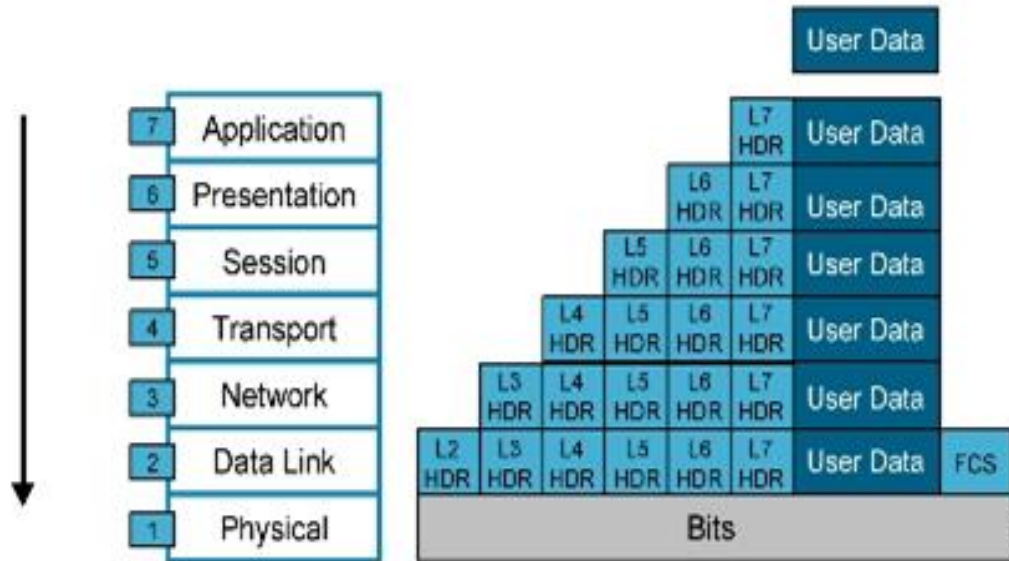 User Data
7 Application L7 HDR User Data
6 Presentation L6 HDR L7 HDR User Data
5 Session L5 HDR L6 HDR L7 HDR User Data
4 Transport L4 HDR L5 HDR L6 HDR L7 HDR User Data
3 Network L3 HDR L4 HDR L5 HDR L6 HDR L7 HDR User Data
2 Data Link L2 HDR L3 HDR L4 HDR L5 HDR L6 HDR L7 HDR User Data FCS
1 Physical Bits